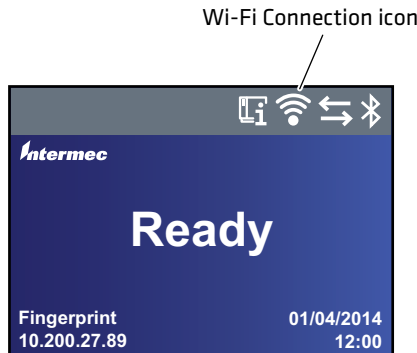 Wi-Fi Connection icon
Intermec
Ready
Fingerprint
01/04/2014
10.200.27.89
12:00